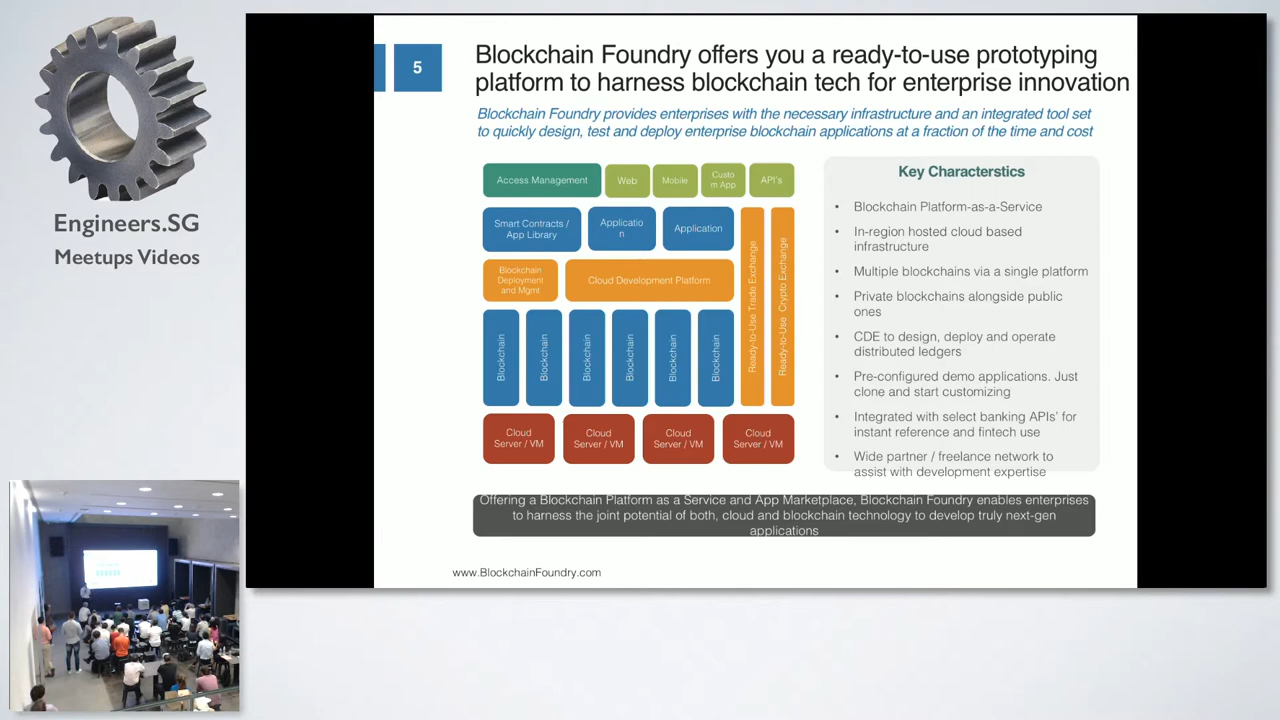 Engineers.SG
Meetups Videos
5
Blockchain Foundry offers you a ready-to-use prototyping
platform to harness blockchain tech for enterprise innovation
Blockchain Foundry provides enterprises with the necessary infrastructure and an integrated tool set
to quickly design, test and deploy enterprise blockchain applications at a fraction of the time and cost
Access Management
Web
Mobile
Custo
m App
API's
Smart Contracts /
App Library
Applicatio
n
Application
Blockchain
Deployment
and Mgmt
Cloud Development Platform
Ready-to-Use Trade Exchange
Ready-to-Use Crypto Exchange
Blockchain
Blockchain
Blockchain
Blockchain
Blockchain
Blockchain
Cloud
Server / VM
Cloud
Server / VM
Cloud
Server / VM
Cloud
Server / VM
Key Characterstics
• Blockchain Platform-as-a-Service
• In-region hosted cloud based
infrastructure
• Multiple blockchains via a single platform
• Private blockchains alongside public
ones
• CDE to design, deploy and operate
distributed ledgers
• Pre-configured demo applications. Just
clone and start customizing
• Integrated with select banking APIs' for
instant reference and fintech use
• Wide partner / freelance network to
assist with development expertise
Offering a Blockchain Platform as a Service and App Marketplace, Blockchain Foundry enables enterprises
to harness the joint potential of both, cloud and blockchain technology to develop truly next-gen
applications
www.BlockchainFoundry.com